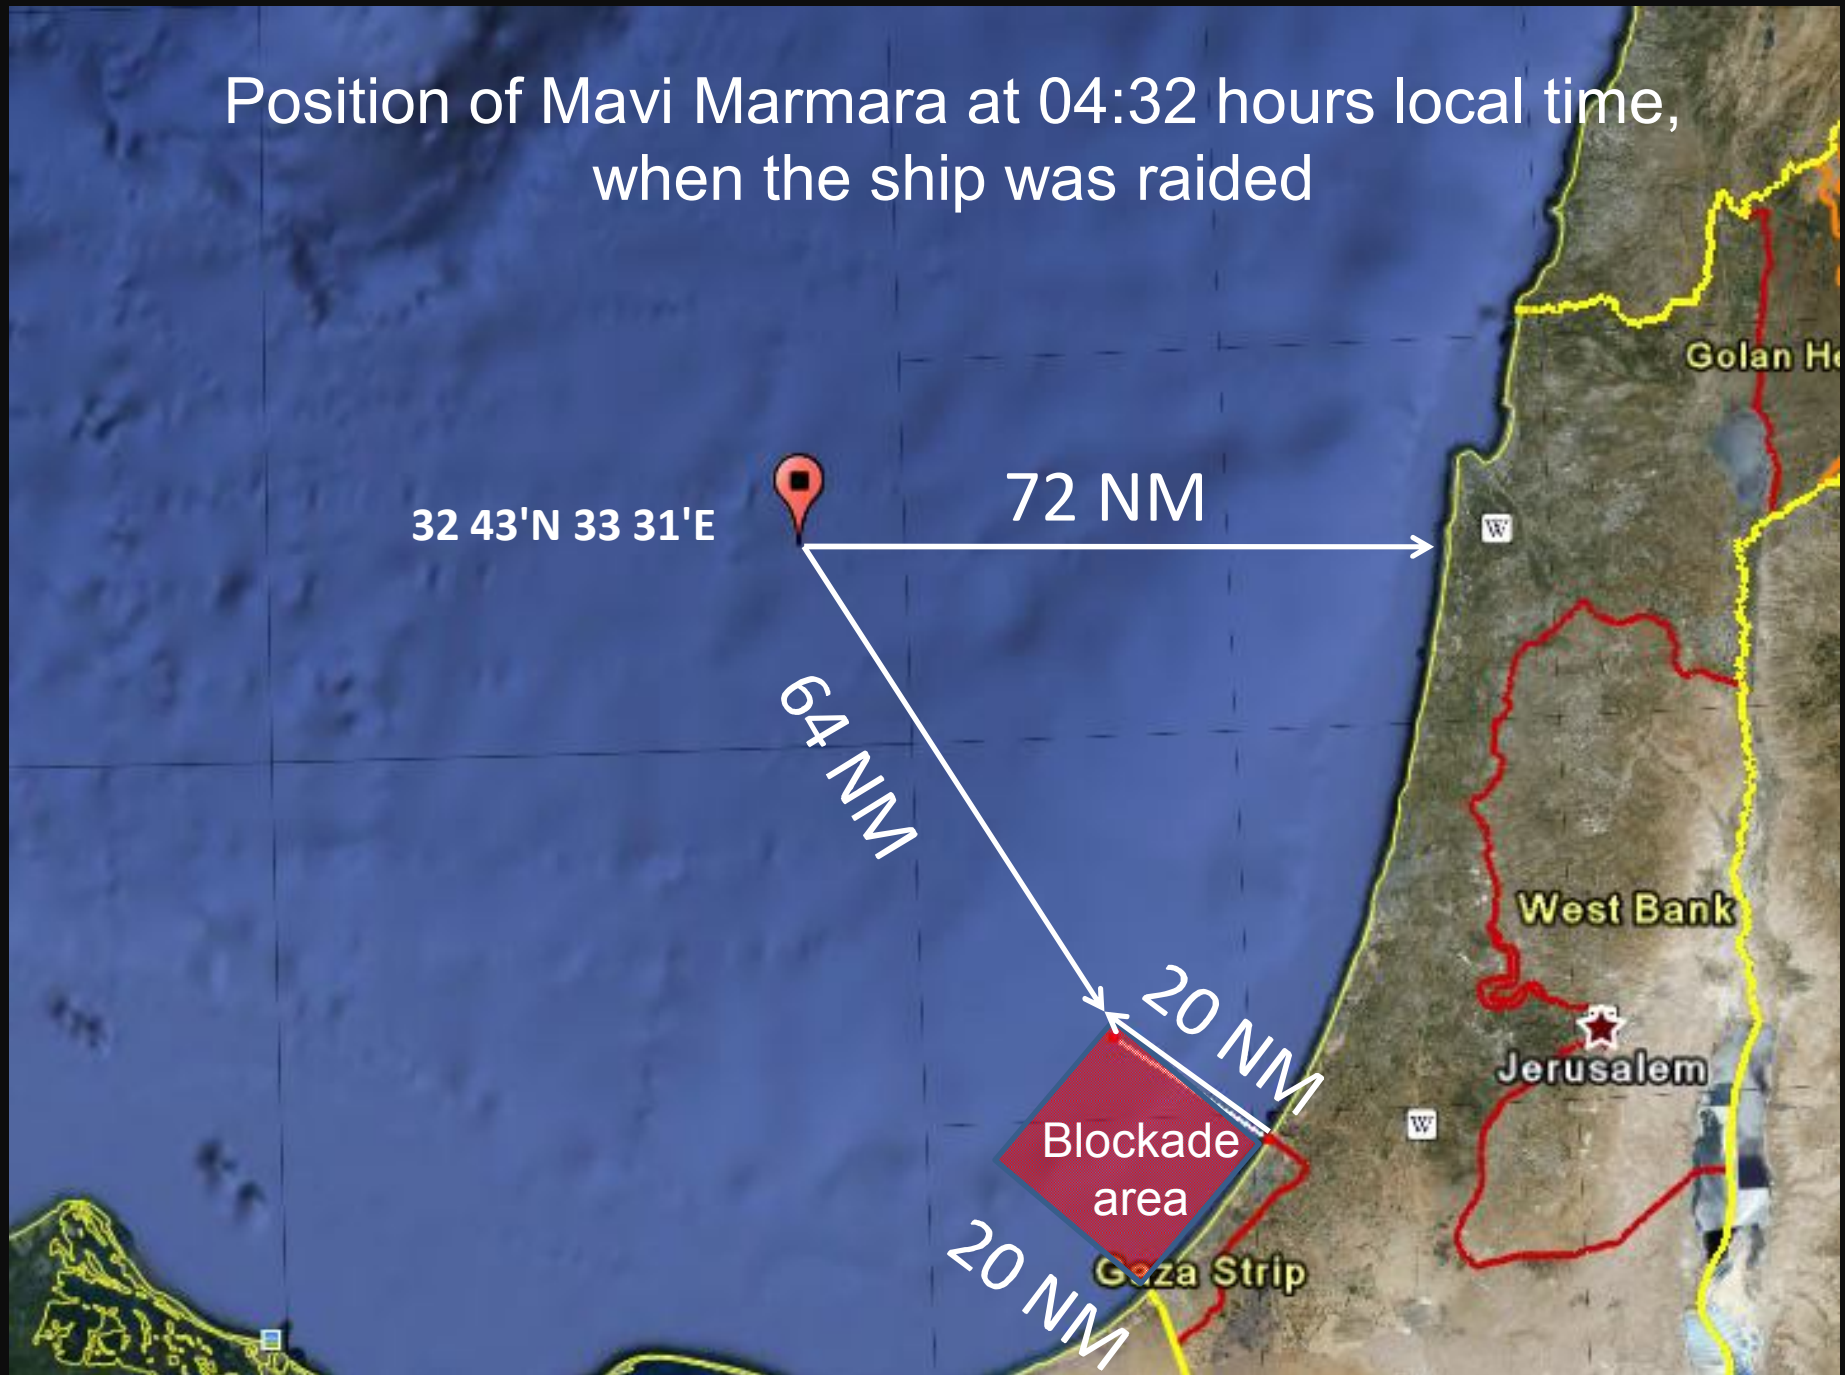 Position of Mavi Marmara at 04:32 hours local time,
when the ship was raided
Golan He
72 NM
32 43'N 33 31'E
W
64 NM
West Bank
20 NM
Jerusalem
W
Blockade
area
20 NM
Gaza Strip